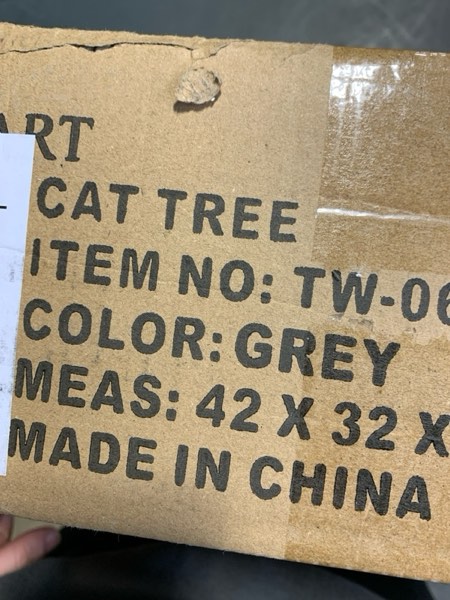 ART
CAT TREE
ITEM NO: TW-06
COLOR: GREY
MEAS: 42 X 32 X
MADE IN CHINA